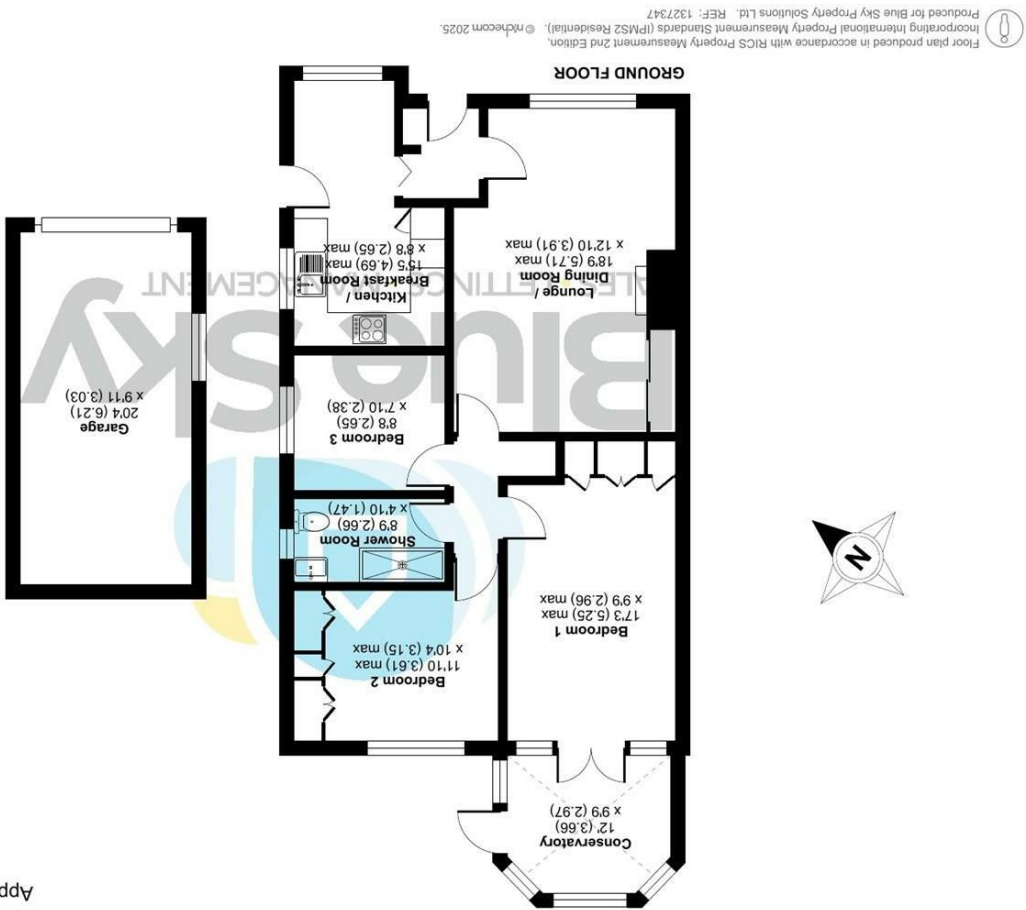 App
Conservatory
12' (3.66)
x 9'9 (2.97)
Bedroom 1
17'3 (5.25) max
x 9'9 (2.96) max
Bedroom 2
11'10 (3.61) max
x 10'4 (3.15) max
Shower Room
8'9 (2.66)
x 4'10 (1.47)
Bedroom 3
8'8 (2.65)
x 7'10 (2.38)
Garage
20'4 (6.21)
x 9'11 (3.03)
Kitchen /
Breakfast Room
15'5 (4.69) max
x 8'8 (2.65) max
Lounge /
Dining Room
18'9 (5.71) max
x 12'10 (3.91) max
N
Blue Sky
SALES LETTINGS MANAGEMENT
GROUND FLOOR
Floor plan produced in accordance with RICS Property Measurement 2nd Edition,
Incorporating International Property Measurement Standards (IPMS2 Residential). © nichecom 2025.
Produced for Blue Sky Property Solutions Ltd. REF: 1327347